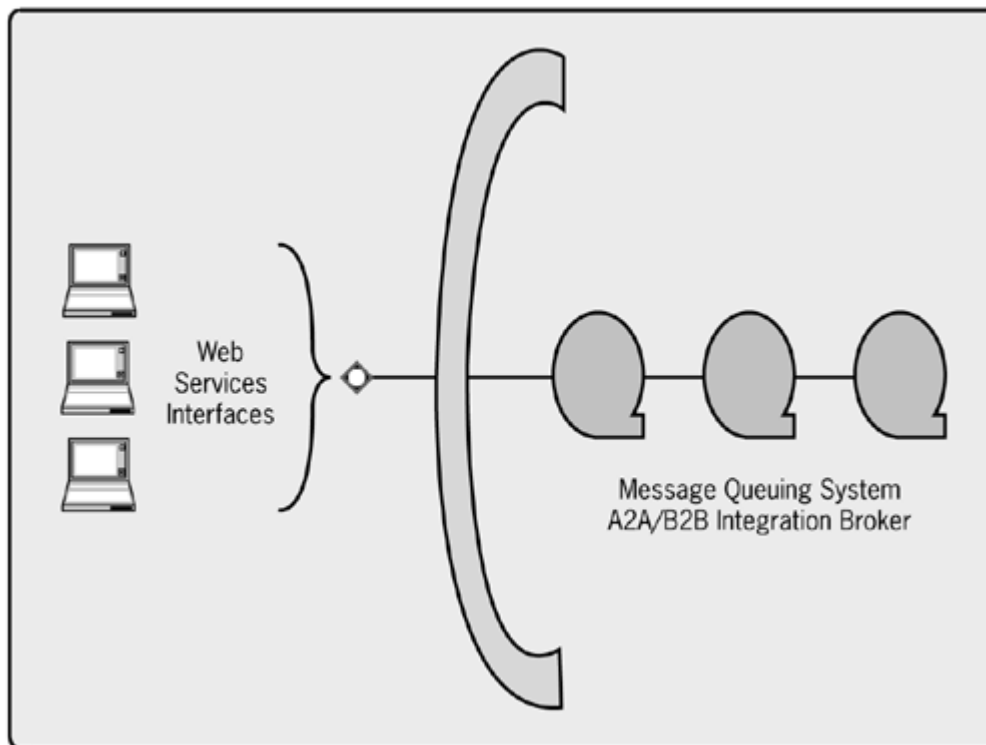 Web
Services
Interfaces
Message Queuing System
A2A/B2B Integration Broker